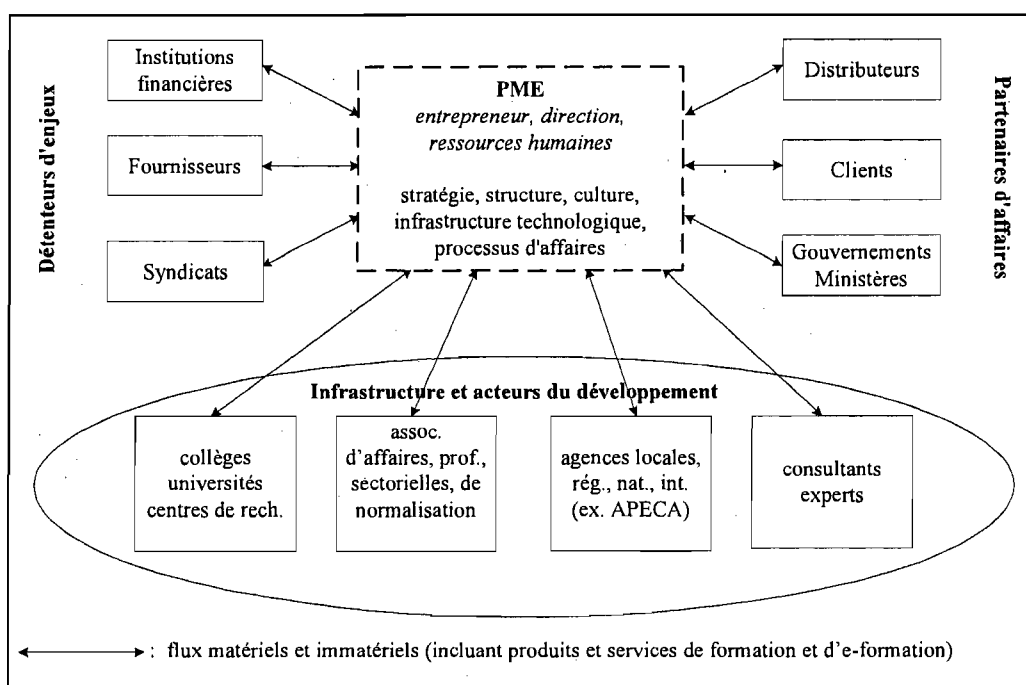 Institutions
financières
Fournisseurs
Syndicats
Détenteurs d'enjeux
PME
entrepreneur, direction,
ressources humaines
stratégie, structure, culture,
infrastructure technologique,
processus d'affaires
Distributeurs
Clients
Gouvernements
Ministères
Partenaires d'affaires
Infrastructure et acteurs du développement
collèges
universités
centres de rech.
assoc.
d'affaires, prof.,
sectorielles, de
normalisation
agences locales,
rég., nat., int.
(ex. APECA)
consultants
experts
: flux matériels et immatériels (incluant produits et services de formation et d'e-formation)